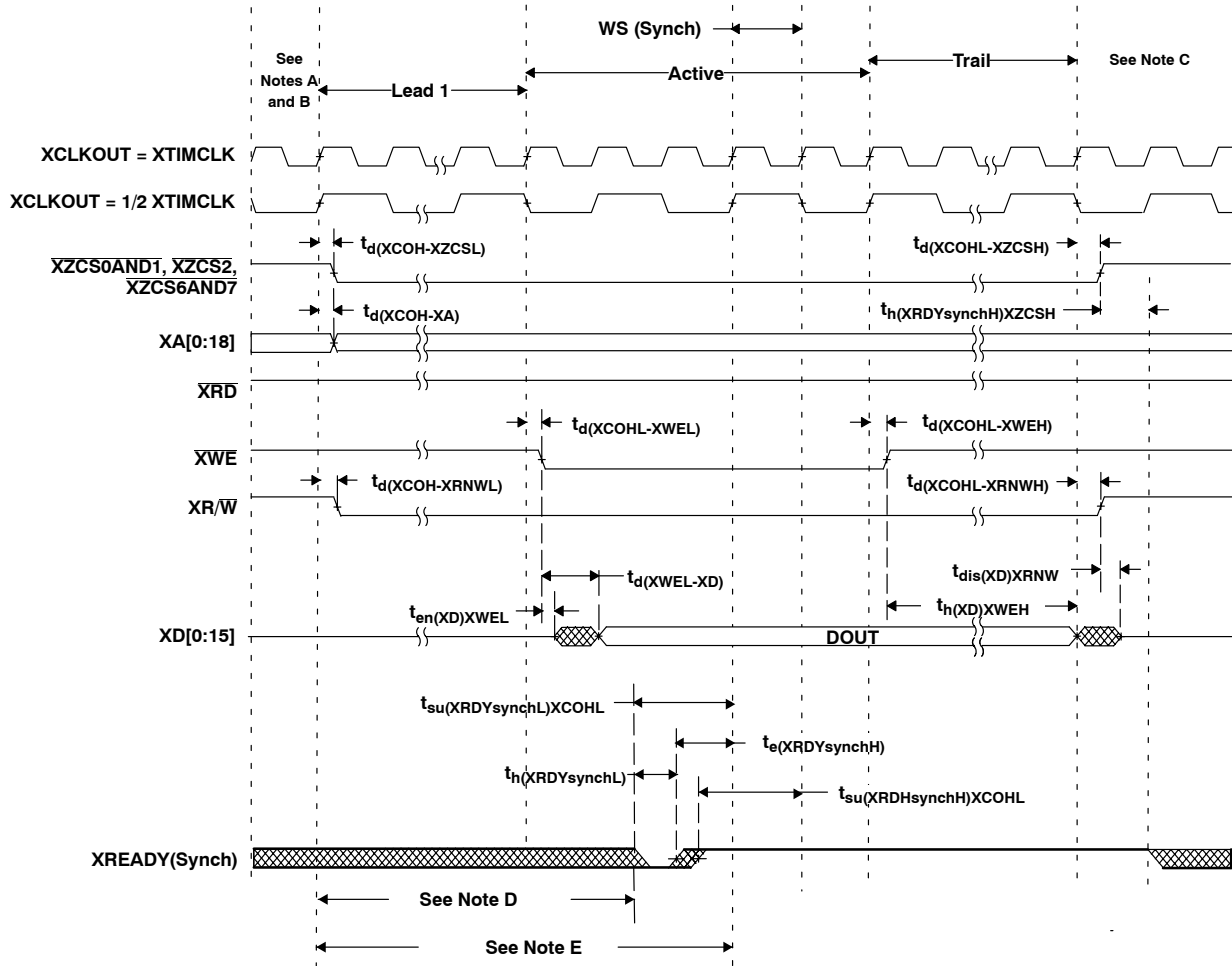 WS (Synch)
See
Notes A
and B
Lead 1
Active
Trail
See Note C
XCLKOUT = XTIMCLK
XCLKOUT = 1/2 XTIMCLK
td(XCOH-XZCSL)
td(XCOHL-XZCSH)
XZCS0AND1, XZCS2,
XZCS6AND7
td(XCOH-XA)
th(XRDYsynchH)XZCSH
XA[0:18]
XRD
td(XCOHL-XWEL)
td(XCOHL-XWEH)
XWE
td(XCOH-XRNWL)
td(XCOHL-XRNWH)
XR/W
td(XWEL-XD)
tdis(XD)XRNW
ten(XD)XWEL
th(XD)XWEH
XD[0:15]
DOUT
tsu(XRDYsynchL)XCOHL
te(XRDYsynchH)
th(XRDYsynchL)
tsu(XRDHsynchH)XCOHL
XREADY(Synch)
See Note D
See Note E